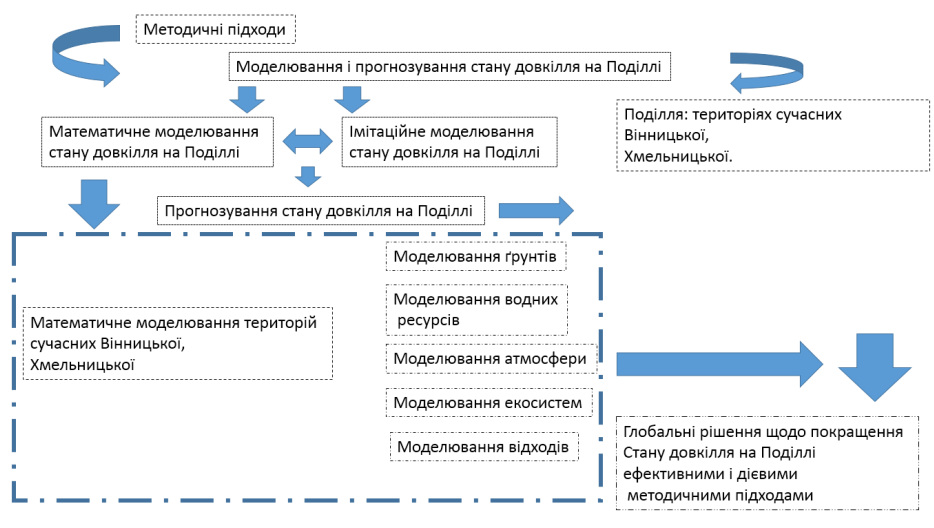 Методичні підходи
Моделювання і прогнозування стану довкілля на Поділлі
Поділля: територіях сучасних
Вінницької,
Хмельницької.
Математичне моделювання
стану довкілля на Поділлі
Імітаційне моделювання
стану довкілля на Поділлі
Прогнозування стану довкілля на Поділлі
Математичне моделювання територій
сучасних Вінницької,
Хмельницької
Моделювання ґрунтів
Моделювання водних
ресурсів
Моделювання атмосфери
Моделювання екосистем
Моделювання відходів
Глобальні рішення щодо покращення
Стану довкілля на Поділлі
ефективними і дієвими
методичними підходами